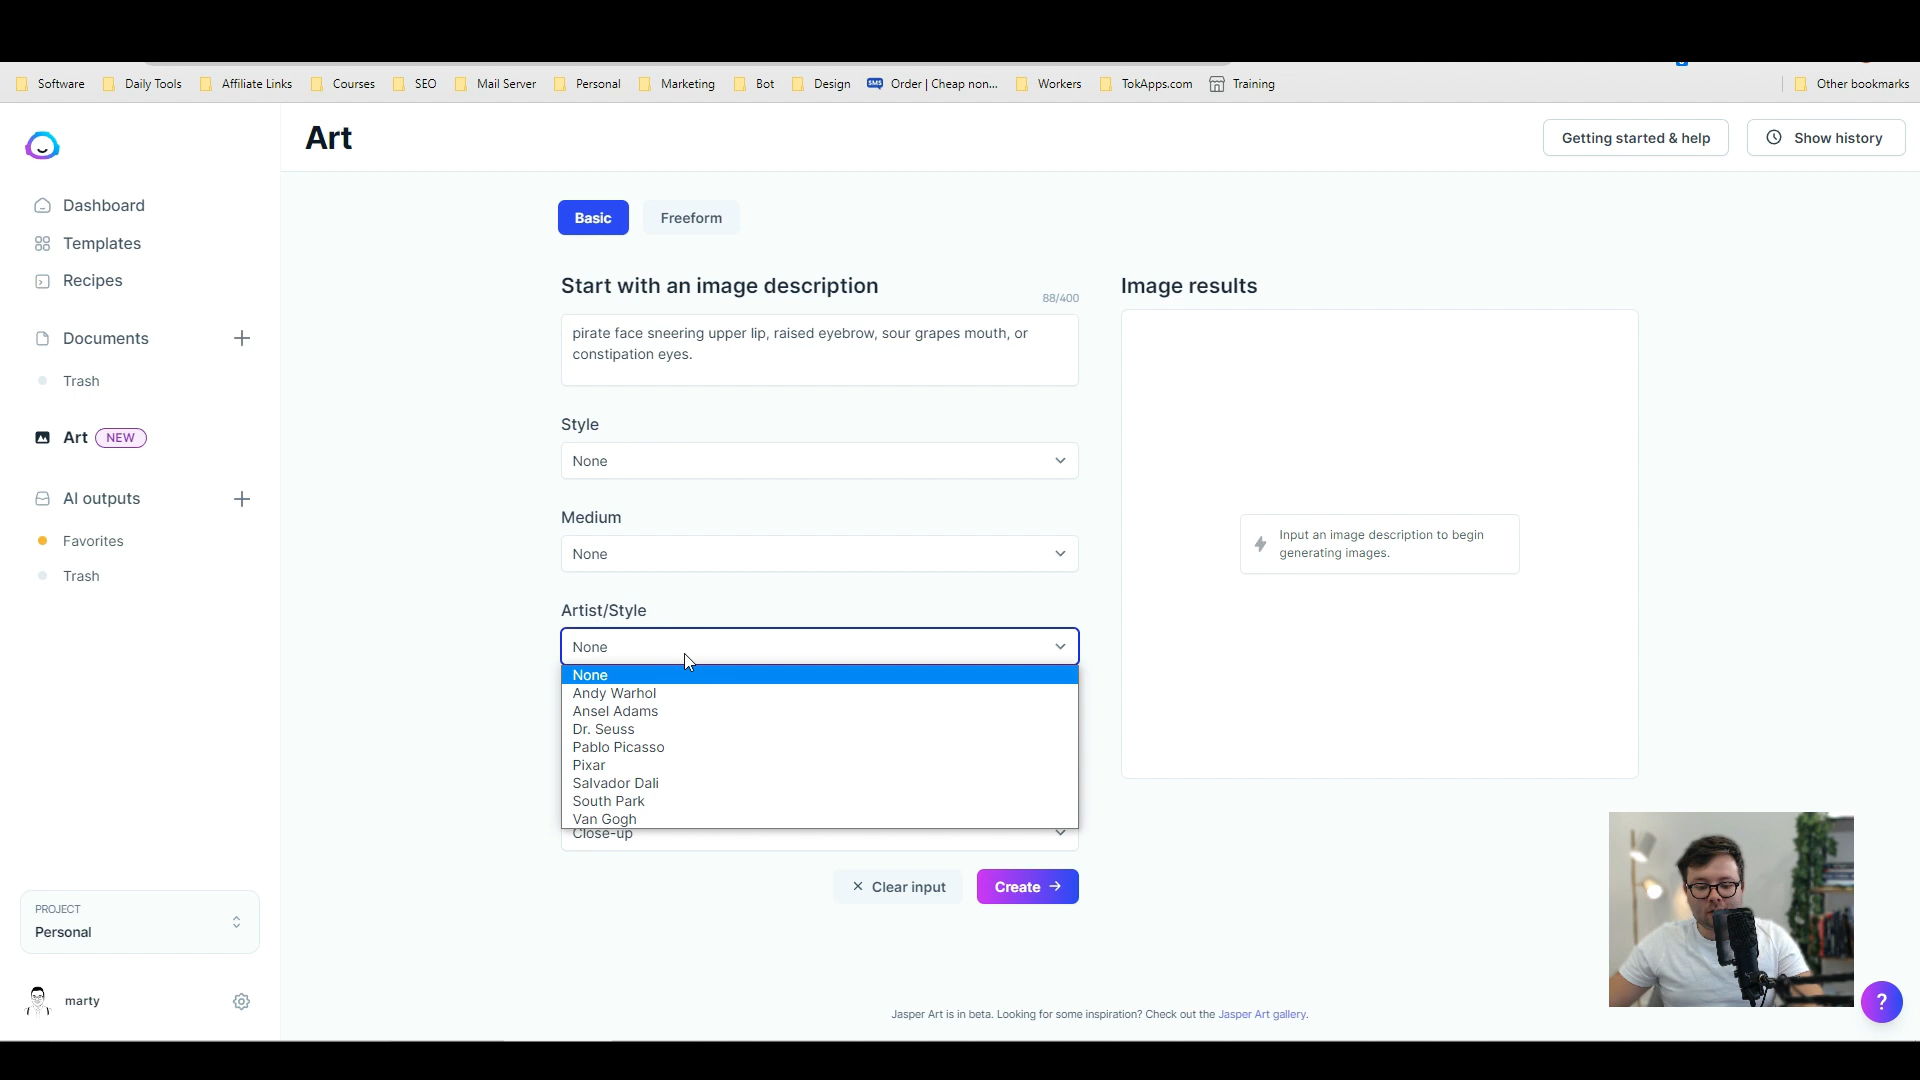 Software Daily Tools Affiliate Links Courses SEO Mail Server Personal Marketing Bot Design SMS Order | Cheap non... Workers TokApps.com Training Other bookmarks
Art
Getting started & help
Show history
Dashboard
Templates
Recipes
Documents
Trash
Art NEW
AI outputs
Favorites
Trash
PROJECT
Personal
marty
Basic Freeform
Start with an image description
88/400
pirate face sneering upper lip, raised eyebrow, sour grapes mouth, or
constipation eyes.
Style
None
Medium
None
Artist/Style
None
None
Andy Warhol
Ansel Adams
Dr. Seuss
Pablo Picasso
Pixar
Salvador Dali
South Park
Van Gogh
Close-up
Clear input
Create
Image results
Input an image description to begin
generating images.
Jasper Art is in beta. Looking for some inspiration? Check out the Jasper Art gallery.
?